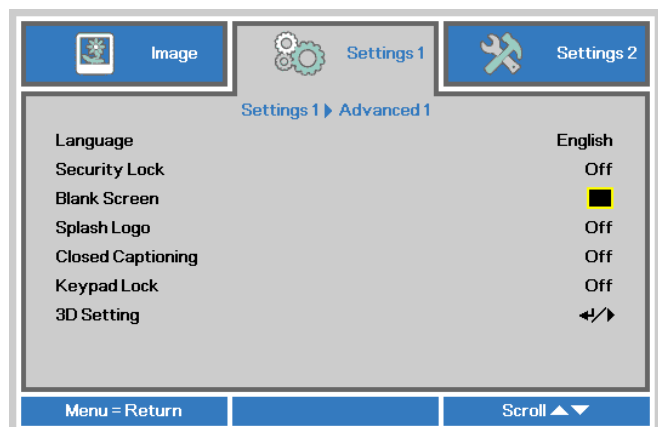 Image Settings 1 Settings 2
Settings 1 ▶ Advanced 1
Language English
Security Lock Off
Blank Screen
Splash Logo Off
Closed Captioning Off
Keypad Lock Off
3D Setting ↵/▶
Menu = Return Scroll ▲▼